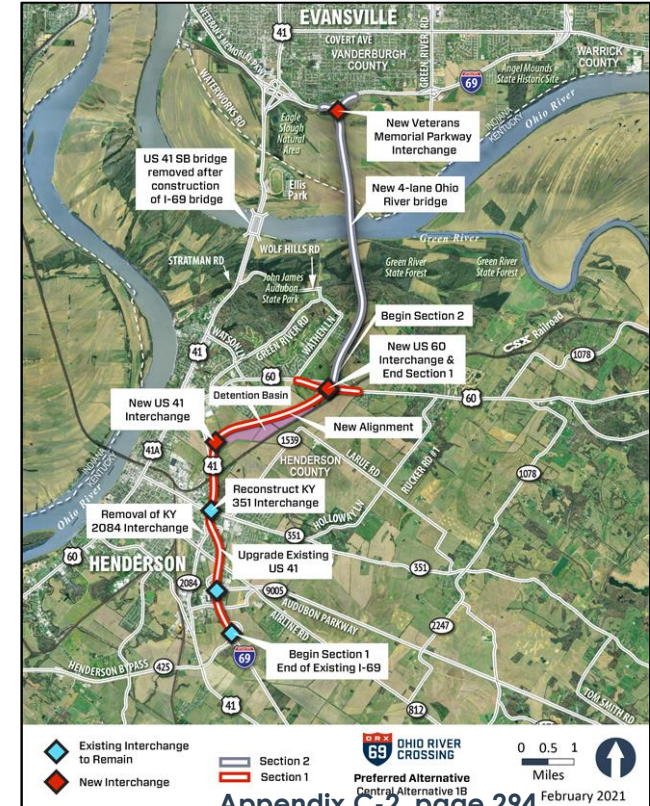 EVANSVILLE
41
COVERT AVE
VETERANS MEMORIAL PKWY
VANDERBURGH
COUNTY
GREEN RIVER RD
WARRICK
COUNTY
Angel Mounds
State Historic Site
69
WATERWORKS RD
Eagle
Slough
Natural
Area
New Veterans
Memorial Parkway
Interchange
INDIANA
KENTUCKY
Ohio River
US 41 SB bridge
removed after
construction
of I-69 bridge
Ellis
Park
New 4-lane Ohio
River bridge
Green River
STRATMAN RD
WOLF HILLS RD
John James
Audubon
State Park
Green River
State Forest
Green River
State Forest
WATSON LN
GREEN RIVER RD
WATHEN LN
Begin Section 2
41
60
New US 60
Interchange &
End Section 1
CSX Railroad
1078
60
New US 41
Interchange
Detention Basin
New Alignment
41A
41
1539
HENDERSON
COUNTY
LARUE RD
RUCKER RD #1
1078
INDIANA
KENTUCKY
Ohio River
Removal of KY
2084 Interchange
Reconstruct KY
351 Interchange
HOLLOWAY LN
351
351
60
HENDERSON
Upgrade Existing
US 41
2084
9005
AUDUBON PARKWAY
AIRLINE RD
2247
HENDERSON BYPASS
425
69
Begin Section 1
End of Existing I-69
41
812
TOM SMITH RD
Existing Interchange
to Remain
New Interchange
Section 2
Section 1
ORX
69
OHIO RIVER
CROSSING
Preferred Alternative
Central Alternative 1B
0 0.5 1
Miles
February 2021
Appendix C-2, page 294